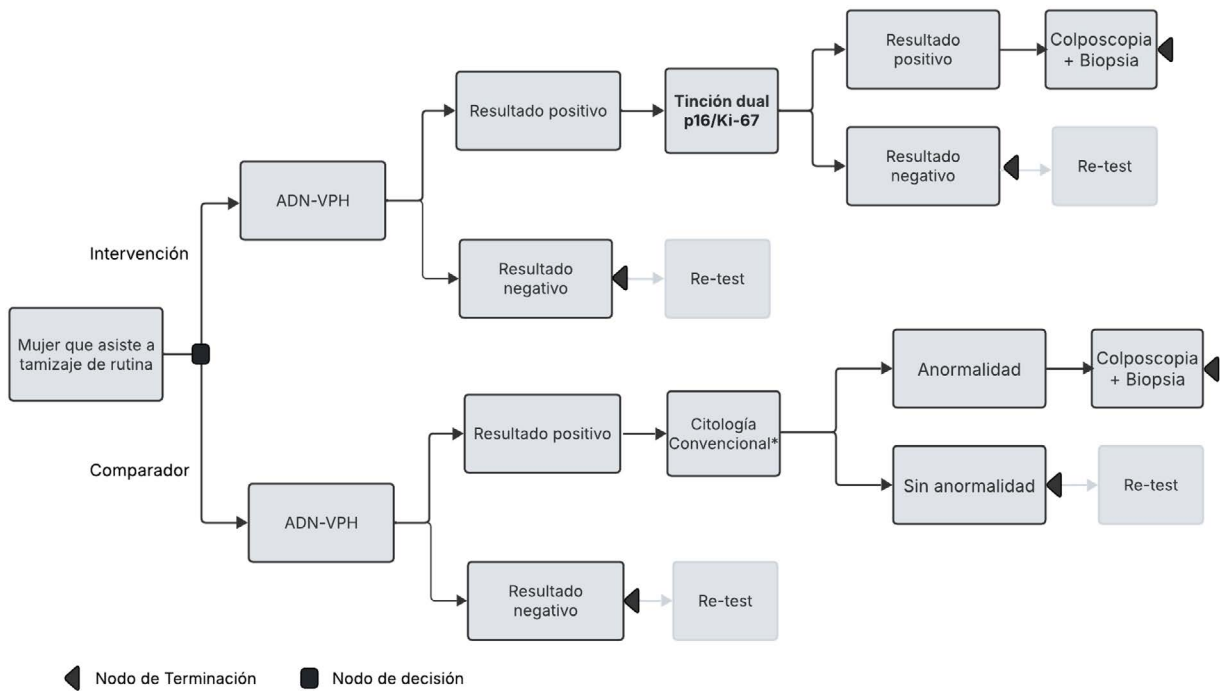 Resultado
positivo
Colposcopia
+ Biopsia
Resultado positivo
Tinción dual
p16/Ki-67
Resultado
negativo
Re-test
ADN-VPH
Intervención
Resultado
negativo
Re-test
Mujer que asiste a
tamizaje de rutina
Anormalidad
Colposcopia
+ Biopsia
Resultado positivo
Citología
Convencional*
Comparador
Sin anormalidad
Re-test
ADN-VPH
Resultado
negativo
Re-test
Nodo de Terminación
Nodo de decisión